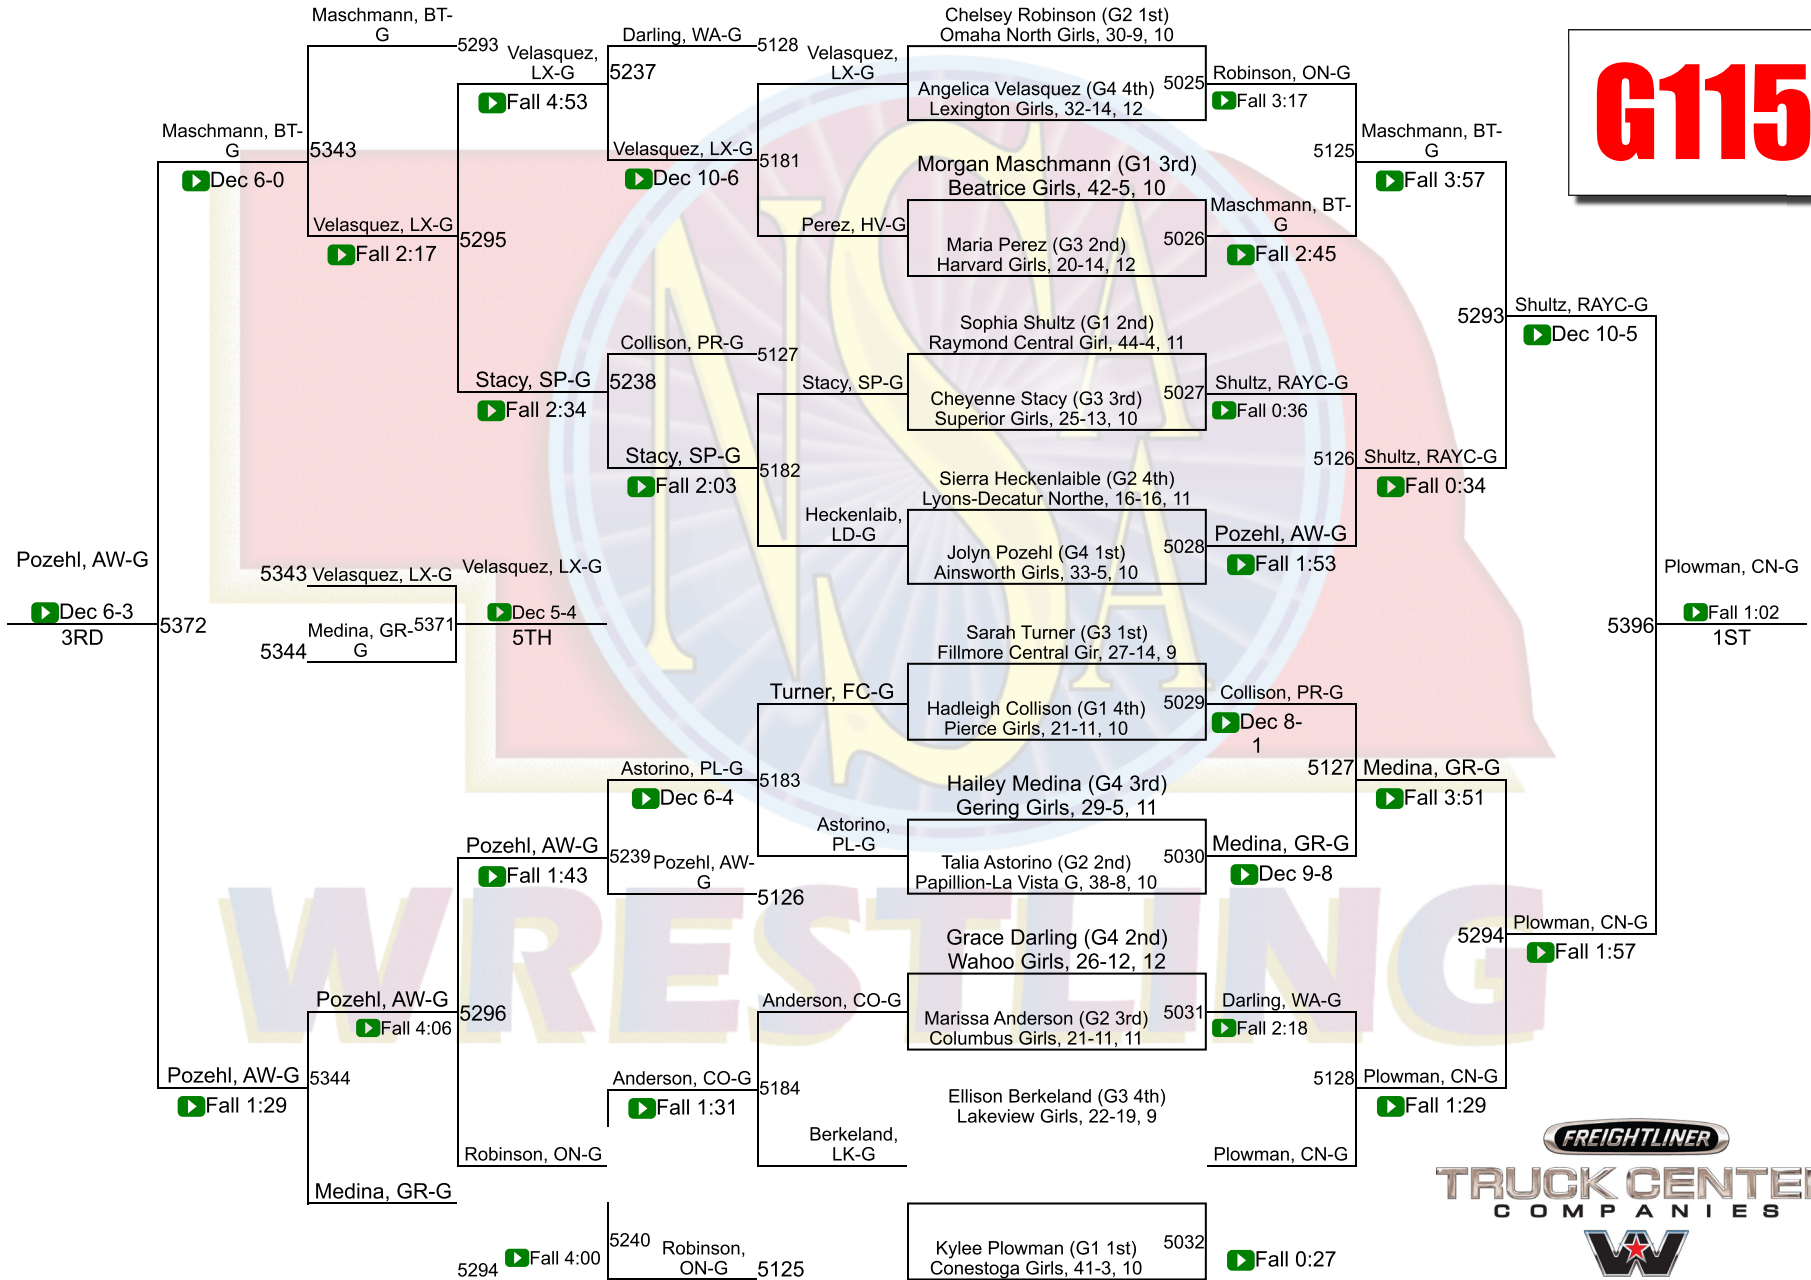 G115
Maschmann, BT-
G
5293
Velasquez,
LX-G
Fall 4:53
Darling, WA-G
5128
5237
Velasquez,
LX-G
Chelsey Robinson (G2 1st)
Omaha North Girls, 30-9, 10
Angelica Velasquez (G4 4th)
Lexington Girls, 32-14, 12
5025
Robinson, ON-G
Fall 3:17
Maschmann, BT-
G
Dec 6-0
5343
Velasquez, LX-G
Dec 10-6
5181
Morgan Maschmann (G1 3rd)
Beatrice Girls, 42-5, 10
5125
Maschmann, BT-
G
Fall 3:57
Velasquez, LX-G
Fall 2:17
5295
Perez, HV-G
Maria Perez (G3 2nd)
Harvard Girls, 20-14, 12
5026
Maschmann, BT-
G
Fall 2:45
Sophia Shultz (G1 2nd)
Raymond Central Girl, 44-4, 11
5293
Shultz, RAYC-G
Dec 10-5
Collison, PR-G
5127
Stacy, SP-G
Fall 2:34
5238
Stacy, SP-G
Cheyenne Stacy (G3 3rd)
Superior Girls, 25-13, 10
5027
Shultz, RAYC-G
Fall 0:36
Stacy, SP-G
Fall 2:03
5182
Sierra Heckenlaible (G2 4th)
Lyons-Decatur Northe, 16-16, 11
5126
Shultz, RAYC-G
Fall 0:34
Heckenlaib,
LD-G
Jolyn Pozehl (G4 1st)
Ainsworth Girls, 33-5, 10
5028
Pozehl, AW-G
Fall 1:53
Pozehl, AW-G
Dec 6-3
3RD
5372
5343
Velasquez, LX-G
Velasquez, LX-G
Medina, GR-
G
5371
5344
Dec 5-4
5TH
Plowman, CN-G
Fall 1:02
1ST
5396
Sarah Turner (G3 1st)
Fillmore Central Gir, 27-14, 9
Turner, FC-G
Hadleigh Collison (G1 4th)
Pierce Girls, 21-11, 10
5029
Collison, PR-G
Dec 8-
1
Astorino, PL-G
Dec 6-4
5183
Hailey Medina (G4 3rd)
Gering Girls, 29-5, 11
5127
Medina, GR-G
Fall 3:51
Pozehl, AW-G
Fall 1:43
5239
Pozehl, AW-
G
5126
Astorino,
PL-G
Talia Astorino (G2 2nd)
Papillion-La Vista G, 38-8, 10
5030
Medina, GR-G
Dec 9-8
Grace Darling (G4 2nd)
Wahoo Girls, 26-12, 12
5294
Plowman, CN-G
Fall 1:57
Pozehl, AW-G
Fall 4:06
5296
Anderson, CO-G
Marissa Anderson (G2 3rd)
Columbus Girls, 21-11, 11
5031
Darling, WA-G
Fall 2:18
Pozehl, AW-G
Fall 1:29
5344
Anderson, CO-G
Fall 1:31
5184
Ellison Berkeland (G3 4th)
Lakeview Girls, 22-19, 9
5128
Plowman, CN-G
Fall 1:29
Robinson, ON-G
Berkeland,
LK-G
Plowman, CN-G
Medina, GR-G
5294
Fall 4:00
5240
Robinson,
ON-G
5125
Kylee Plowman (G1 1st)
Conestoga Girls, 41-3, 10
5032
Fall 0:27
NSAA
WRESTLING
FREIGHTLINER
TRUCK CENTE
COMPANIES
W